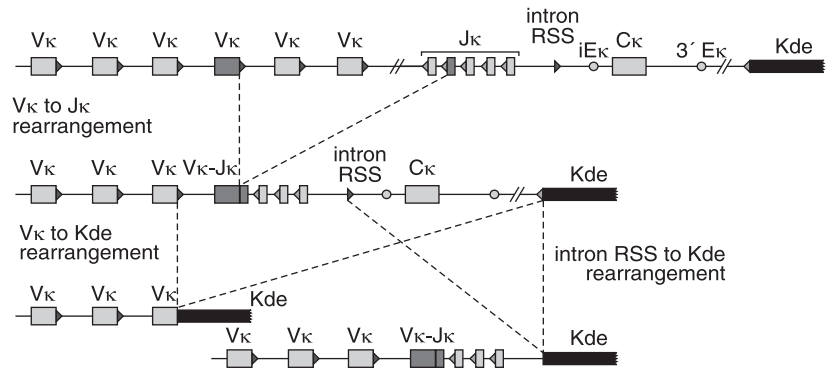 Vκ Vκ Vκ Vκ Vκ Vκ Jκ intron
RSS iEκ Cκ 3´ Eκ Kde
Vκ to Jκ
rearrangement
Vκ Vκ Vκ Vκ-Jκ intron
RSS Cκ Kde
Vκ to Kde
rearrangement
intron RSS to Kde
rearrangement
Vκ Vκ Vκ Kde
Vκ Vκ Vκ Vκ-Jκ Kde